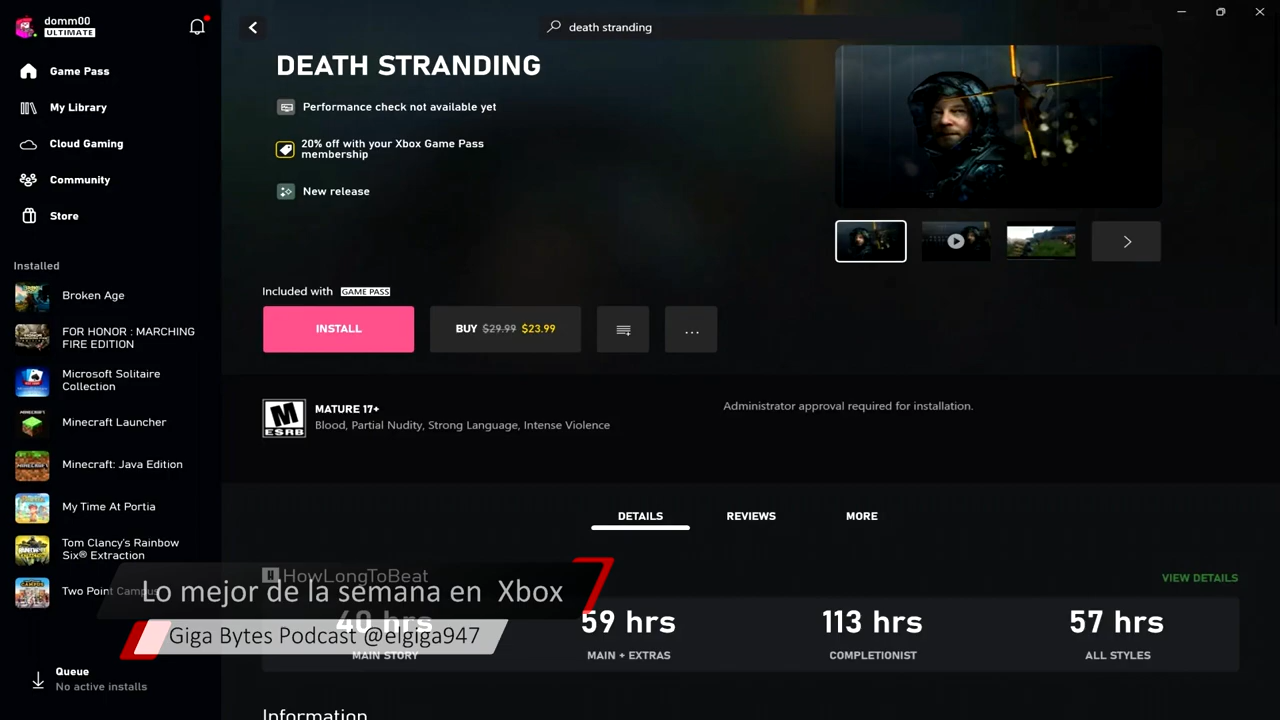 domm00
ULTIMATE
death stranding
Game Pass
My Library
Cloud Gaming
Community
Store
Installed
Broken Age
FOR HONOR : MARCHING
FIRE EDITION
Microsoft Solitaire
Collection
Minecraft Launcher
Minecraft: Java Edition
My Time At Portia
Tom Clancy's Rainbow
Six® Extraction
Two Point Campus
Queue
No active installs
DEATH STRANDING
Performance check not available yet
20% off with your Xbox Game Pass
membership
New release
Included with GAME PASS
INSTALL
BUY $29.99 $23.99
...
M
ESRB
MATURE 17+
Blood, Partial Nudity, Strong Language, Intense Violence
Administrator approval required for installation.
DETAILS REVIEWS MORE
HowLongToBeat
VIEW DETAILS
40 hrs 59 hrs 113 hrs 57 hrs
MAIN STORY MAIN + EXTRAS COMPLETIONIST ALL STYLES
Information
Lo mejor de la semana en Xbox
Giga Bytes Podcast @elgiga947